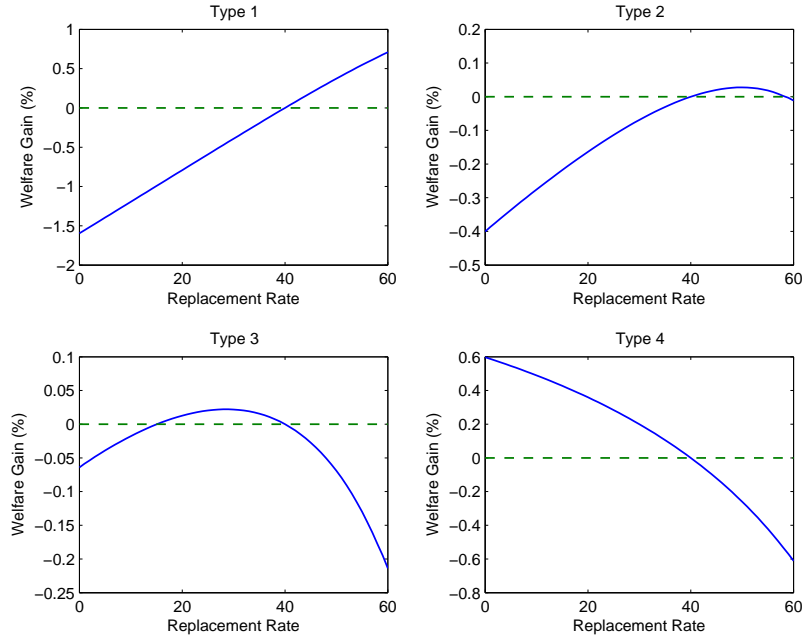 Type 1
1
0.5
0
−0.5
−1
−1.5
−2
0 20 40 60
Welfare Gain (%)
Replacement Rate
Type 2
0.2
0.1
0
−0.1
−0.2
−0.3
−0.4
−0.5
0 20 40 60
Welfare Gain (%)
Replacement Rate
Type 3
0.1
0.05
0
−0.05
−0.1
−0.15
−0.2
−0.25
0 20 40 60
Welfare Gain (%)
Replacement Rate
Type 4
0.6
0.4
0.2
0
−0.2
−0.4
−0.6
−0.8
0 20 40 60
Welfare Gain (%)
Replacement Rate